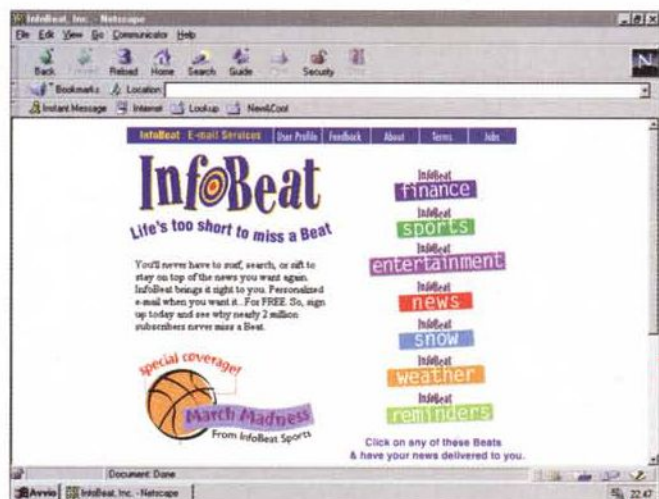 InfoBeat, Inc. - Netscape
File Edit View Go Communicator Help
Back Reload Home Search Guide Security
Bookmarks Location
Instant Message Internet Lookup New&Cool
InfoBeat E-mail Services User Profile Feedback About Terms Jobs
InfoBeat
Life's too short to miss a Beat
You'll never have to surf, search, or sift to
stay on top of the news you want again.
InfoBeat brings it right to you. Personalized
e-mail when you want it...For FREE. So, sign
up today and see why nearly 2 million
subscribers never miss a Beat.
special coverage!
March Madness
From InfoBeat Sports
InfoBeat
finance
InfoBeat
sports
InfoBeat
entertainment
InfoBeat
news
InfoBeat
snow
InfoBeat
weather
InfoBeat
reminders
Click on any of these Beats
& have your news delivered to you.
Document: Done
Avvio InfoBeat, Inc. - Netscape 22.47